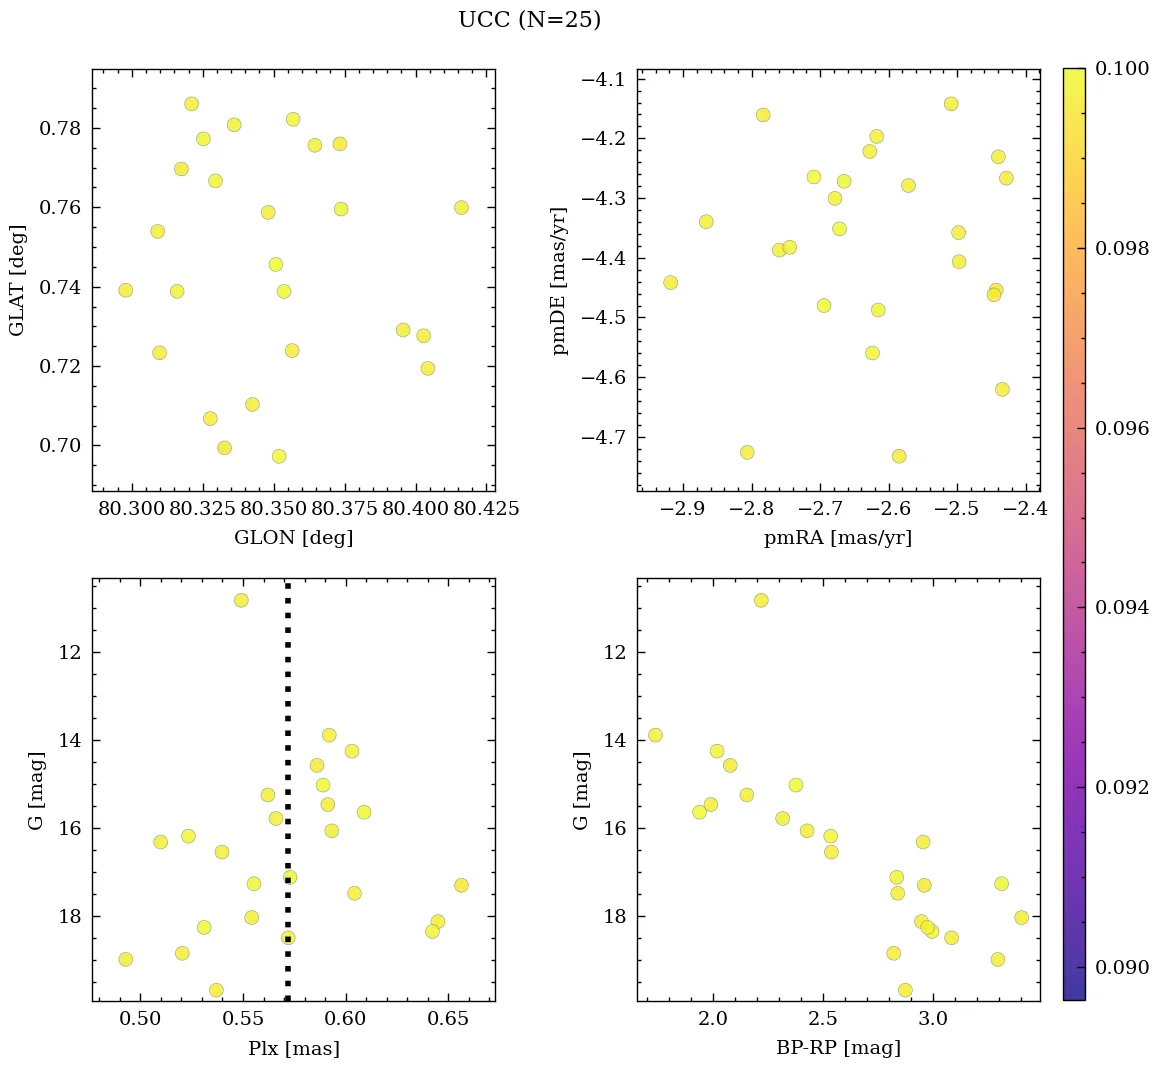 UCC (N=25)
0.78
0.76
0.74
0.72
0.70
GLAT [deg]
80.300 80.325 80.350 80.375 80.400 80.425
GLON [deg]
−4.1
−4.2
−4.3
−4.4
−4.5
−4.6
−4.7
pmDE [mas/yr]
−2.9 −2.8 −2.7 −2.6 −2.5 −2.4
pmRA [mas/yr]
12
14
16
18
G [mag]
0.50 0.55 0.60 0.65
Plx [mas]
12
14
16
18
G [mag]
2.0 2.5 3.0
BP-RP [mag]
0.100
0.098
0.096
0.094
0.092
0.090